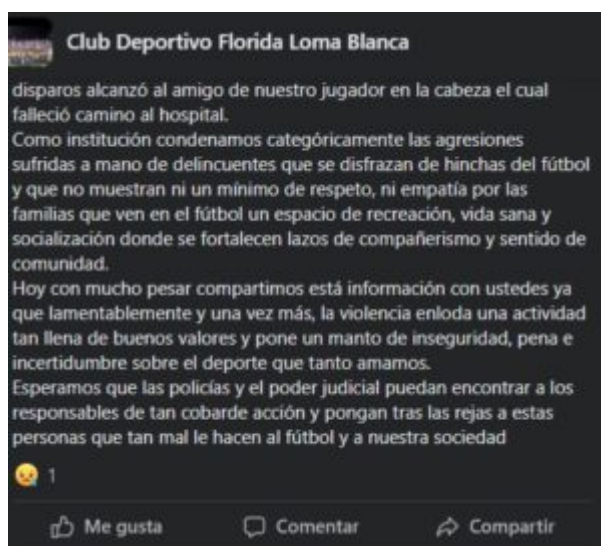 Club Deportivo Florida Loma Blanca
disparos alcanzó al amigo de nuestro jugador en la cabeza el cual
falleció camino al hospital.
Como institución condenamos categóricamente las agresiones
sufridas a mano de delincuentes que se disfrazan de hinchas del fútbol
y que no muestran ni un mínimo de respeto, ni empatía por las
familias que ven en el fútbol un espacio de recreación, vida sana y
socialización donde se fortalecen lazos de compañerismo y sentido de
comunidad.
Hoy con mucho pesar compartimos está información con ustedes ya
que lamentablemente y una vez más, la violencia enloda una actividad
tan llena de buenos valores y pone un manto de inseguridad, pena e
incertidumbre sobre el deporte que tanto amamos.
Esperamos que las policías y el poder judicial puedan encontrar a los
responsables de tan cobarde acción y pongan tras las rejas a estas
personas que tan mal le hacen al fútbol y a nuestra sociedad
1
Me gusta Comentar Compartir